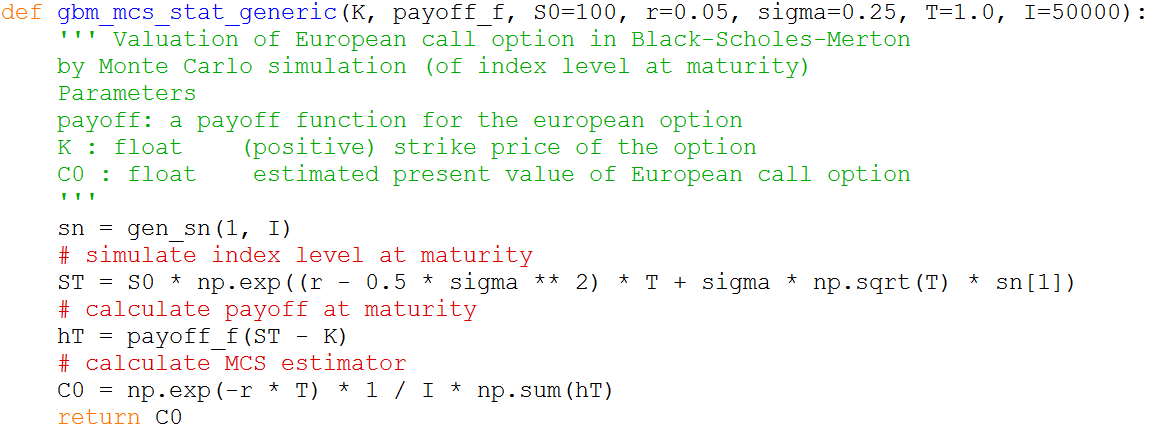 def gbm_mcs_stat_generic(K, payoff_f, S0=100, r=0.05, sigma=0.25, T=1.0, I=50000):
    ''' Valuation of European call option in Black-Scholes-Merton
    by Monte Carlo simulation (of index level at maturity)
    Parameters
    payoff: a payoff function for the european option
    K : float    (positive) strike price of the option
    C0 : float    estimated present value of European call option
    '''
    sn = gen_sn(1, I)
    # simulate index level at maturity
    ST = S0 * np.exp((r - 0.5 * sigma ** 2) * T + sigma * np.sqrt(T) * sn[1])
    # calculate payoff at maturity
    hT = payoff_f(ST - K)
    # calculate MCS estimator
    C0 = np.exp(-r * T) * 1 / I * np.sum(hT)
    return C0